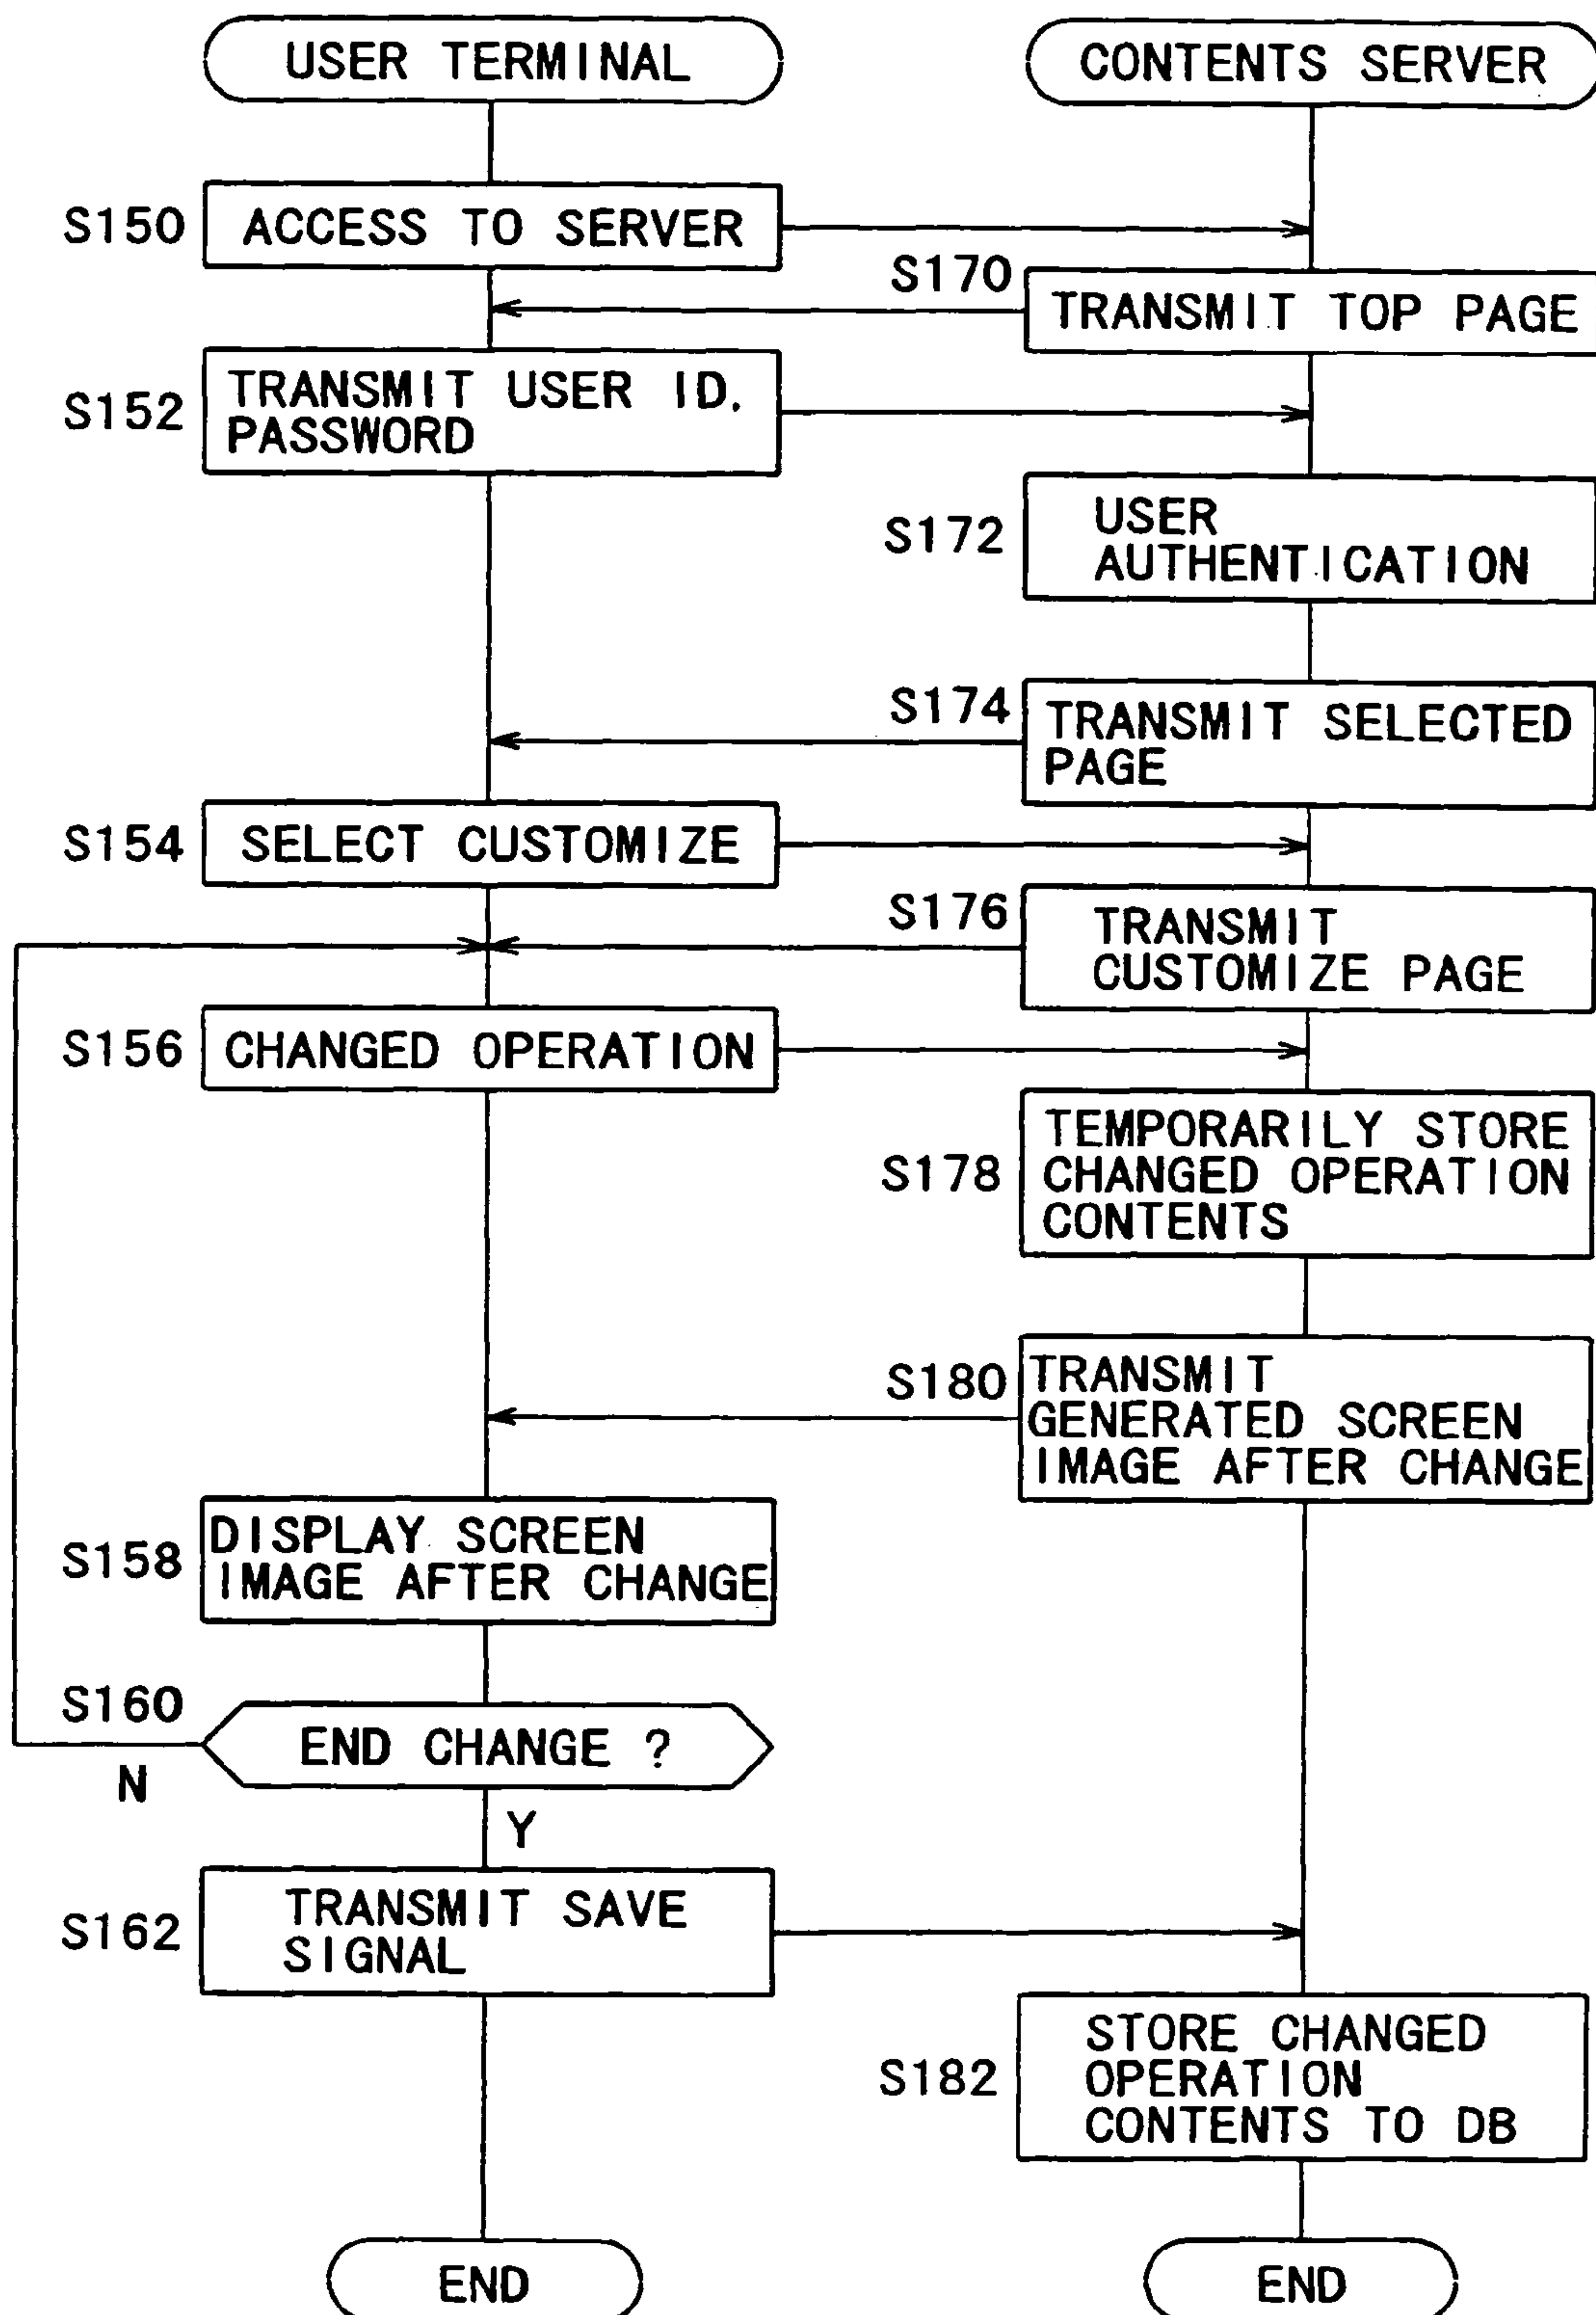 USER TERMINAL
CONTENTS SERVER
S150
ACCESS TO SERVER
S170
TRANSMIT TOP PAGE
S152
TRANSMIT USER ID.
PASSWORD
S172
USER
AUTHENTICATION
S174
TRANSMIT SELECTED
PAGE
S154
SELECT CUSTOMIZE
S176
TRANSMIT
CUSTOMIZE PAGE
S156
CHANGED OPERATION
S178
TEMPORARILY STORE
CHANGED OPERATION
CONTENTS
S180
TRANSMIT
GENERATED SCREEN
IMAGE AFTER CHANGE
S158
DISPLAY SCREEN
IMAGE AFTER CHANGE
S160
END CHANGE ?
N
Y
S162
TRANSMIT SAVE
SIGNAL
S182
STORE CHANGED
OPERATION
CONTENTS TO DB
END
END